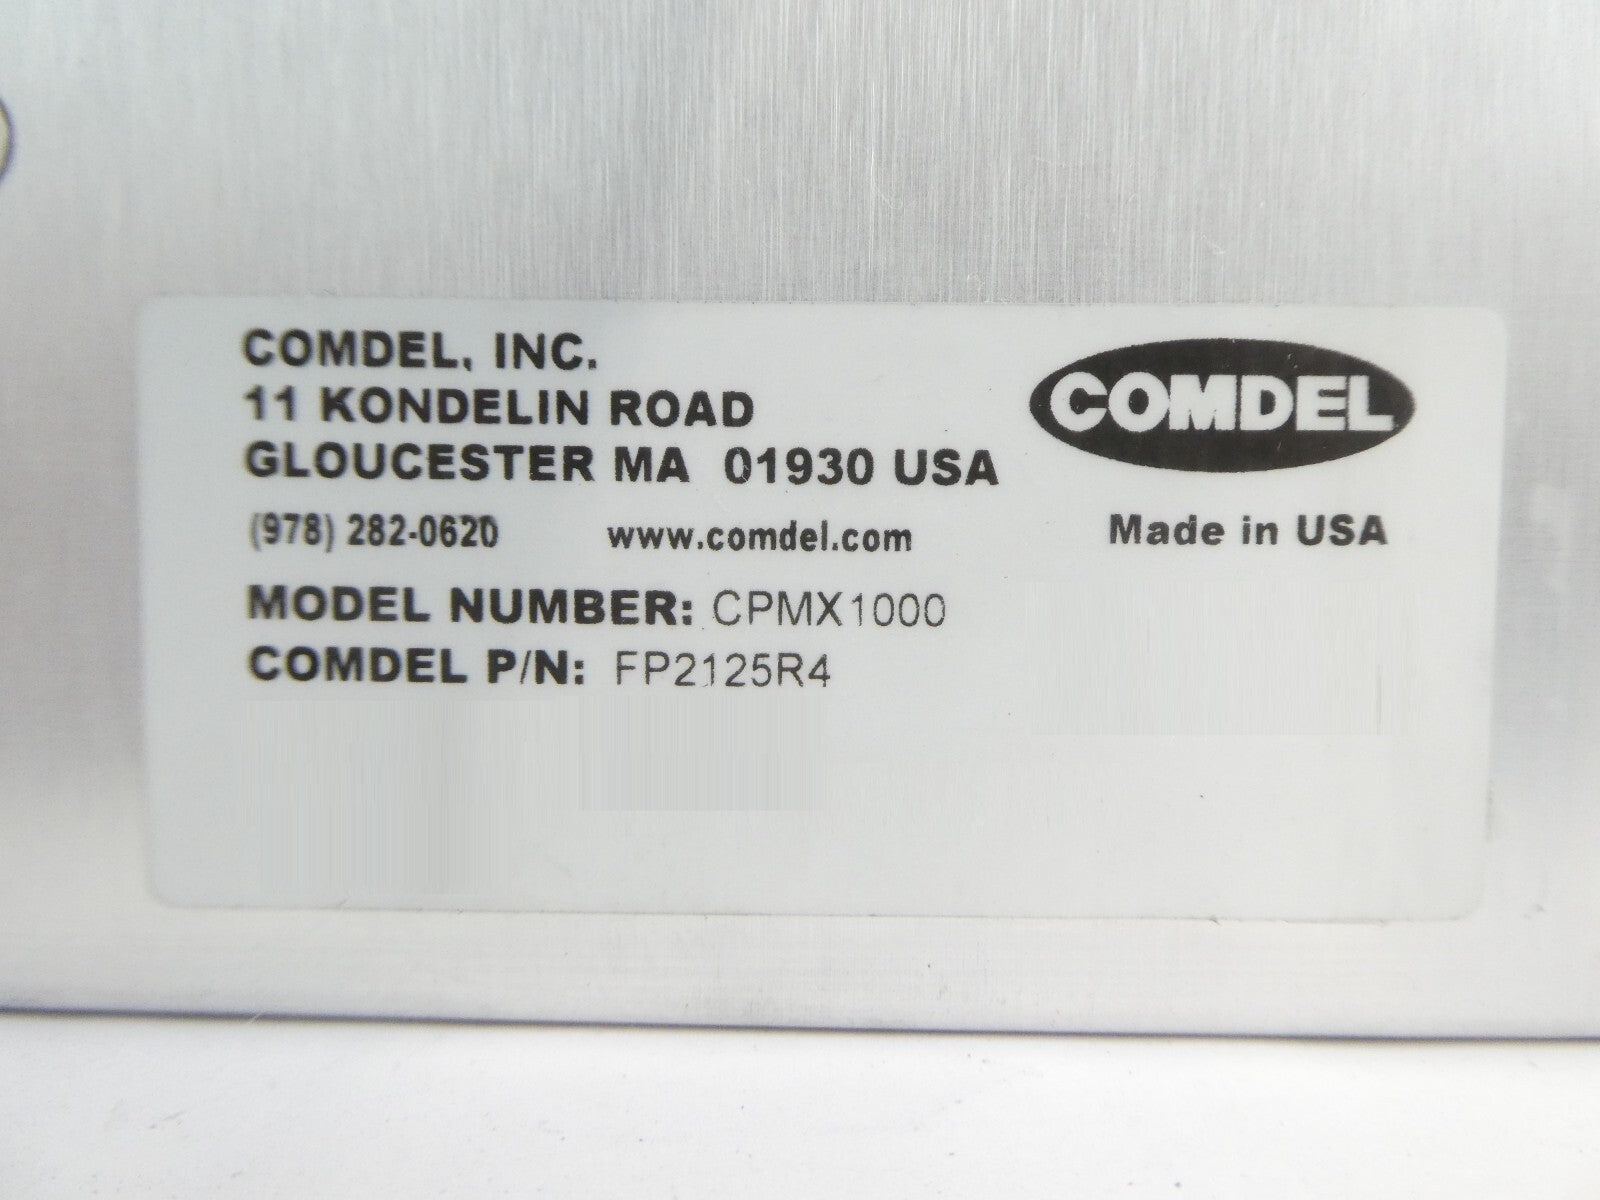 COMDEL, INC.
11 KONDELIN ROAD
GLOUCESTER MA 01930 USA
(978) 282-0620 www.comdel.com
COMDEL
Made in USA
MODEL NUMBER: CPMX1000
COMDEL P/N: FP2125R4